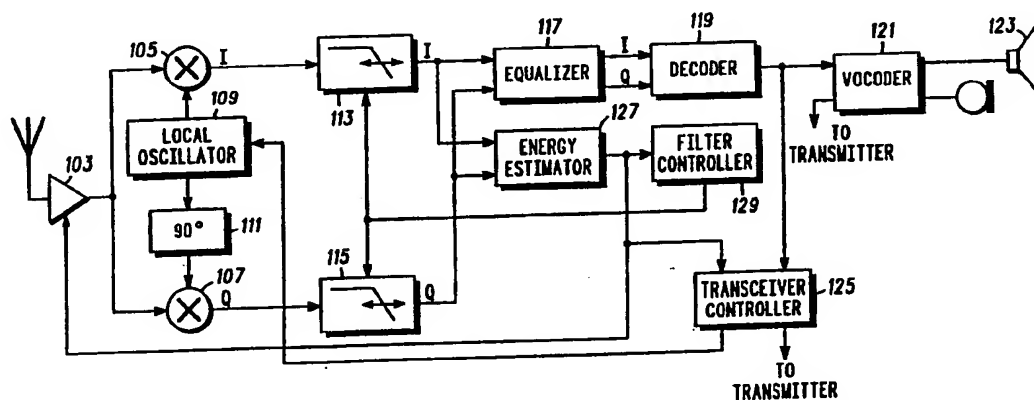 105
I
113
I
117
EQUALIZER
I
Q
119
DECODER
121
VOCODER
123
TO
TRANSMITTER
103
109
LOCAL
OSCILLATOR
90°
111
127
ENERGY
ESTIMATOR
FILTER
CONTROLLER
129
107
Q
115
Q
TRANSCEIVER
CONTROLLER
125
TO
TRANSMITTER